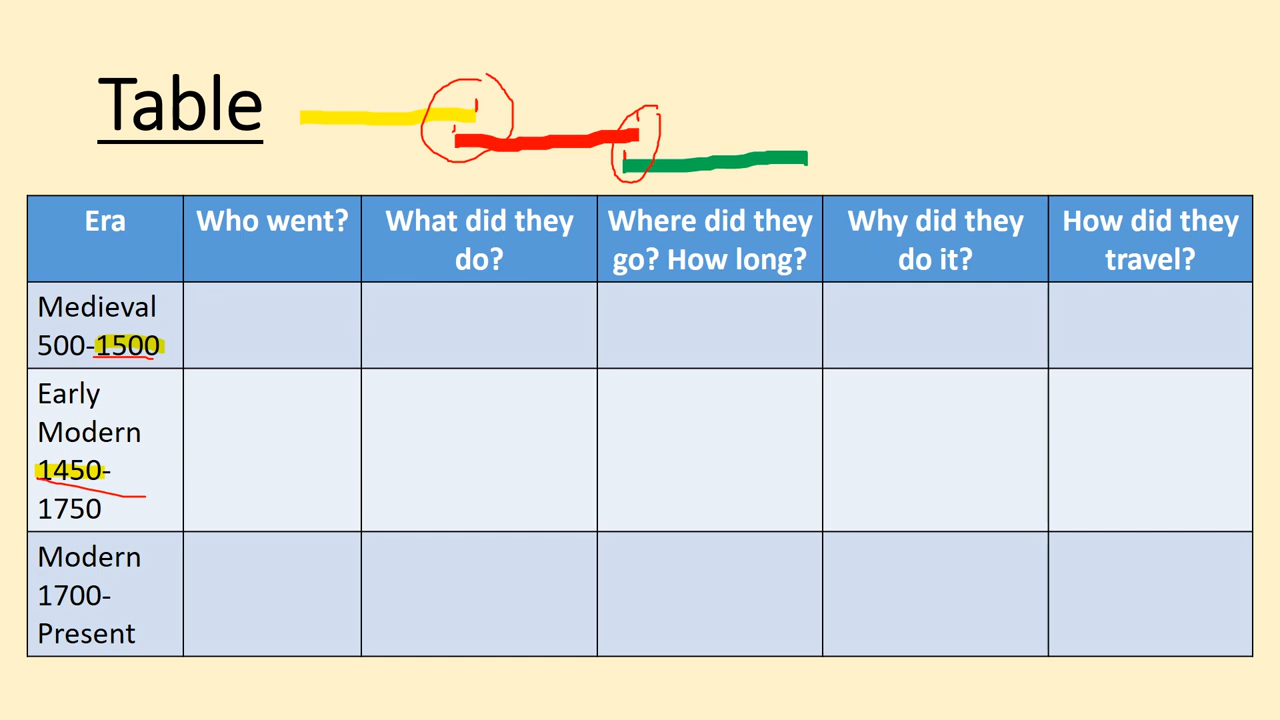 Table
Era
Who went?
What did they
do?
Where did they
go? How long?
Why did they
do it?
How did they
travel?
Medieval
500-1500
Early
Modern
1450-
1750
Modern
1700-
Present